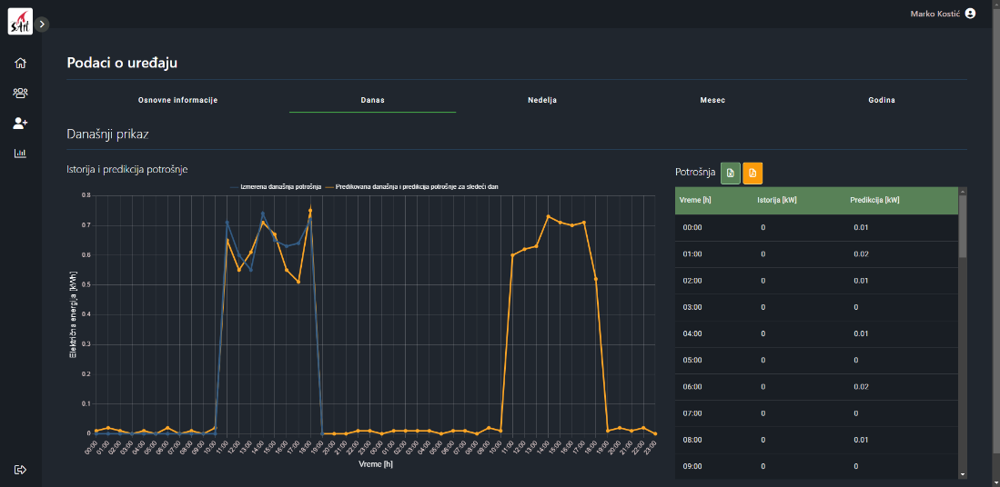 sAH
Marko Kostić
Podaci o uređaju
Osnovne informacije Danas Nedelja Mesec Godina
Današnji prikaz
Istorija i predikcija potrošnje
Izmerena današnja potrošnja Predikovana današnja i predikcija potrošnje za sledeći dan
0.8
0.7
0.6
0.5
0.4
0.3
0.2
0.1
0
Električna energija [kWh]
00:00 01:00 02:00 03:00 04:00 05:00 06:00 07:00 08:00 09:00 10:00 11:00 12:00 13:00 14:00 15:00 16:00 17:00 18:00 19:00 20:00 21:00 22:00 23:00 00:00 01:00 02:00 03:00 04:00 05:00 06:00 07:00 08:00 09:00 10:00 11:00 12:00 13:00 14:00 15:00 16:00 17:00 18:00 19:00 20:00 21:00 22:00 23:00
Vreme [h]
Potrošnja
Vreme [h] Istorija [kW] Predikcija [kW]
00:00 0 0.01
01:00 0 0.02
02:00 0 0.01
03:00 0 0
04:00 0 0.01
05:00 0 0
06:00 0 0.02
07:00 0 0
08:00 0 0.01
09:00 0 0